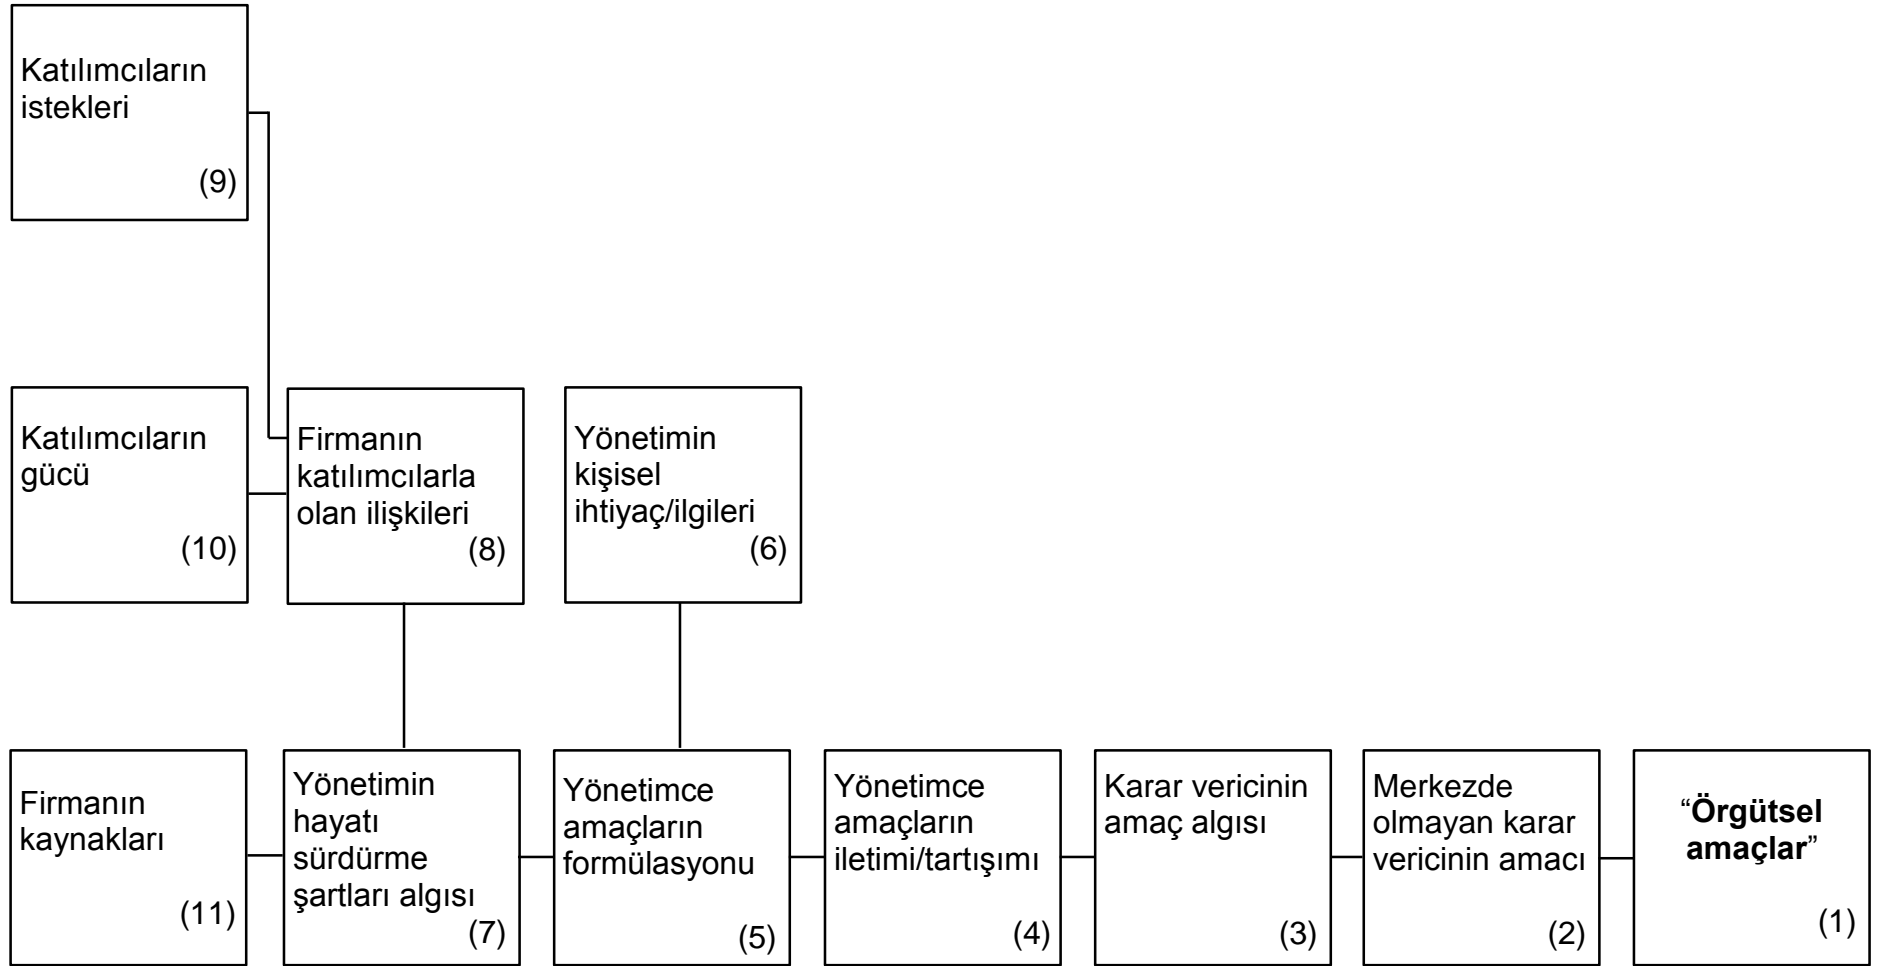 Katılımcıların
istekleri
(9)
Katılımcıların
gücü
(10)
Firmanın
katılımcılarla
olan ilişkileri
(8)
Yönetimin
kişisel
ihtiyaç/ilgileri
(6)
Firmanın
kaynakları
(11)
Yönetimin
hayatı
sürdürme
şartları algısı
(7)
Yönetimce
amaçların
formülasyonu
(5)
Yönetimce
amaçların
iletimi/tartışımı
(4)
Karar vericinin
amaç algısı
(3)
Merkezde
olmayan karar
vericinin amacı
(2)
“Örgütsel
amaçlar”
(1)